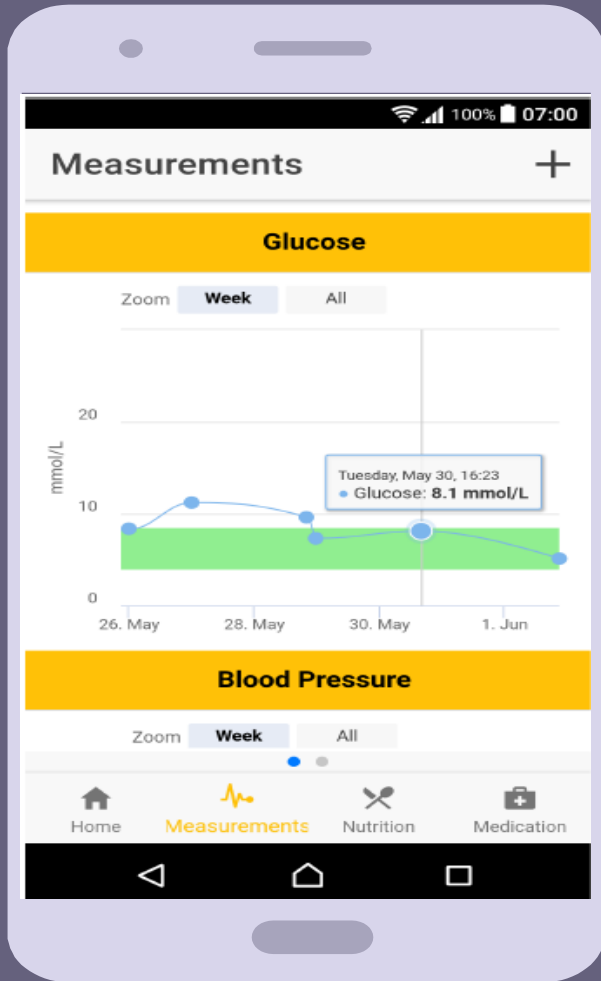 100% 07:00
Measurements +
Glucose
Zoom Week All
20
mmol/L
Tuesday, May 30, 16:23
Glucose: 8.1 mmol/L
10
0
26. May 28. May 30. May 1. Jun
Blood Pressure
Zoom Week All
Home Measurements Nutrition Medication